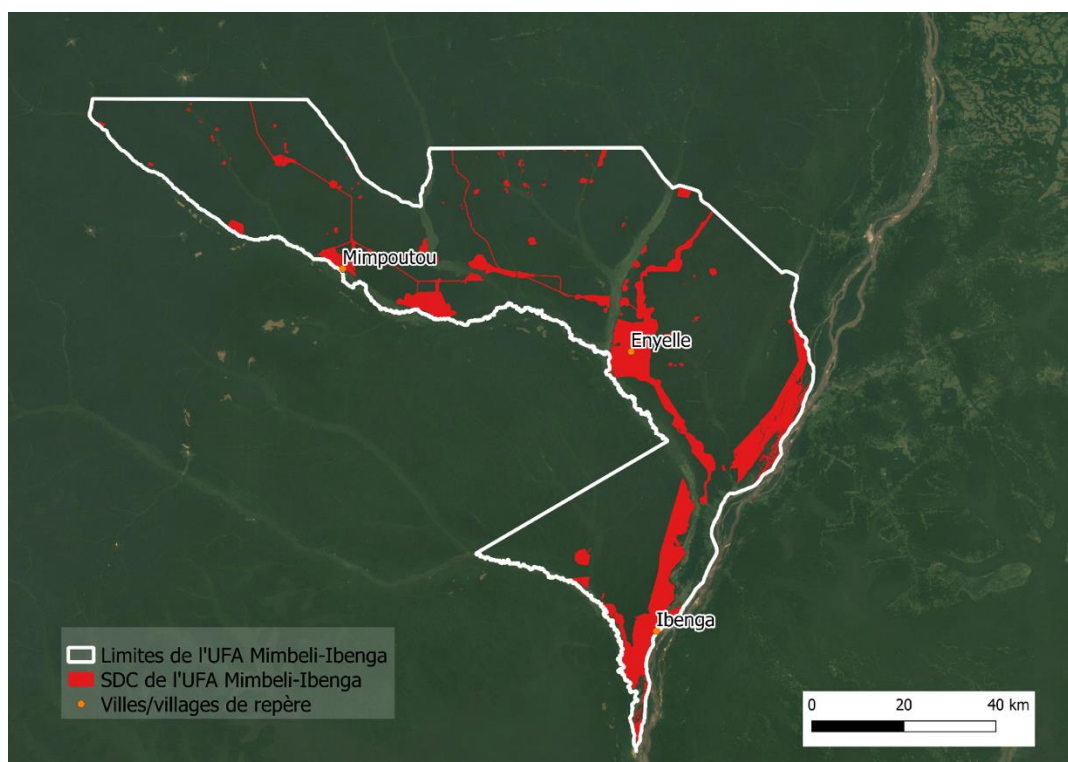 Mimpoutou
Enyelle
Ibenga
Limites de l'UFA Mimbeli-Ibenga
SDC de l'UFA Mimbeli-Ibenga
Villes/villages de repère
0 20 40 km